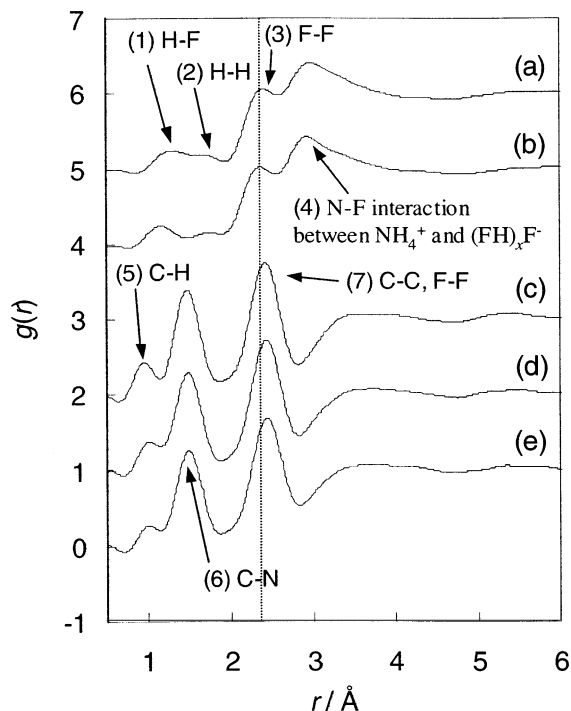 7
6
5
4
3
2
1
0
-1
g(r)
(1) H-F
(2) H-H
(3) F-F
(a)
(b)
(4) N-F interaction
between NH₄⁺ and (FH)ₓF⁻
(5) C-H
(7) C-C, F-F
(c)
(d)
(e)
(6) C-N
1 2 3 4 5 6
r / Å